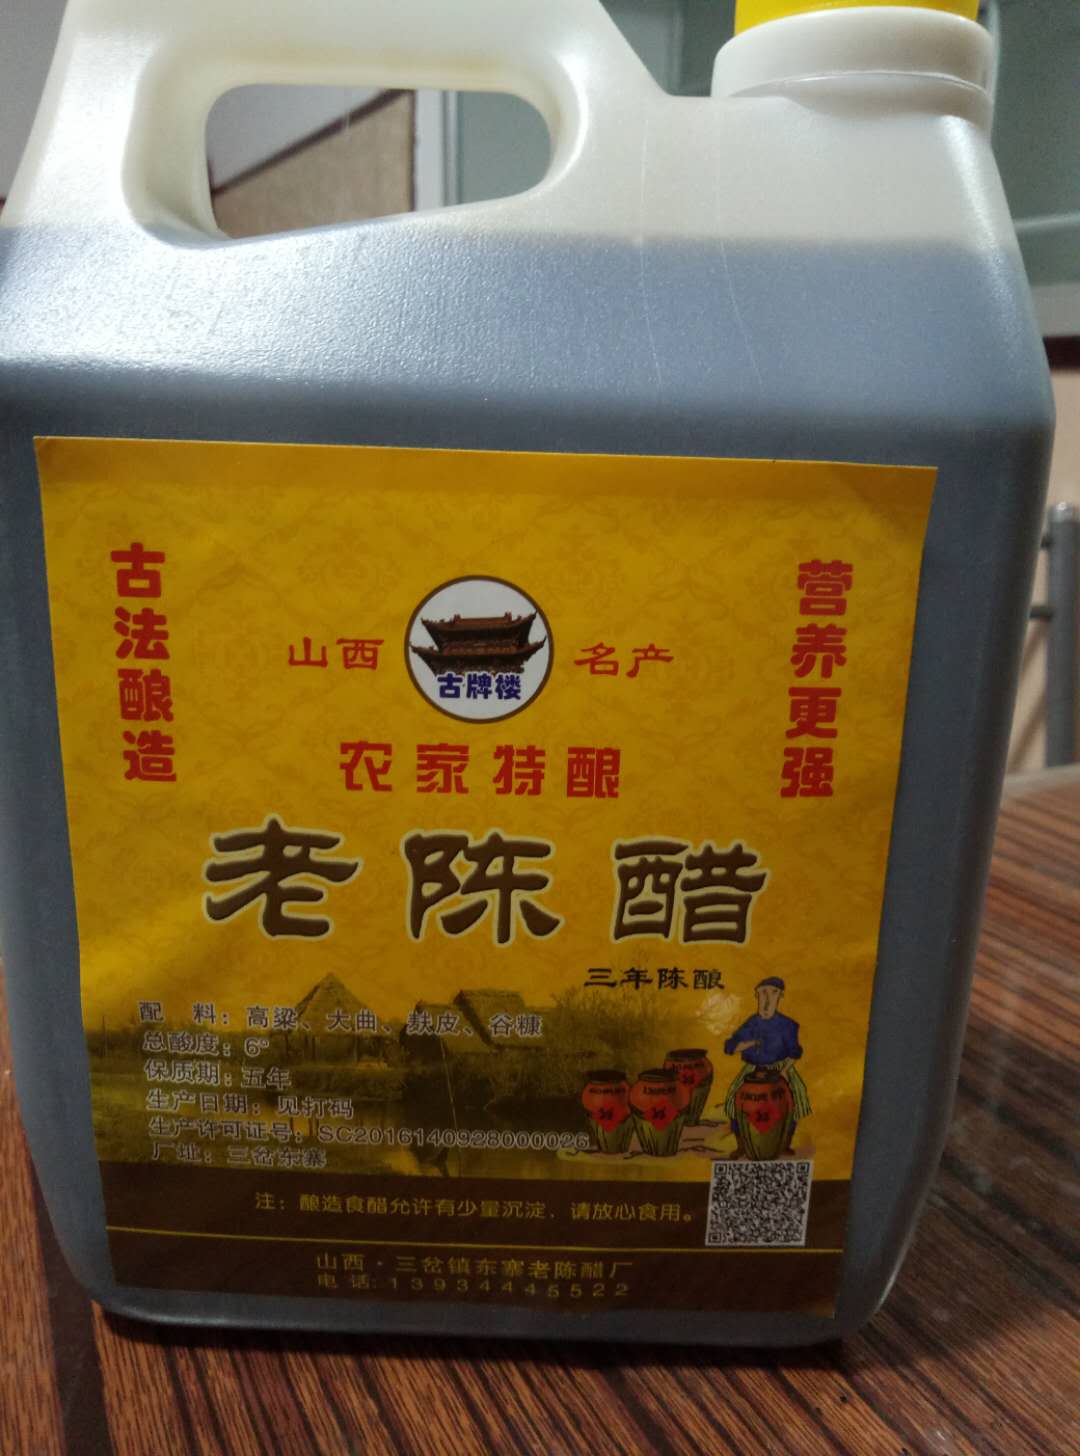 古法酿造
营养更强
山西
古牌楼
名产
农家特酿
老陈醋
三年陈酿
配 料：高粱、大曲、麸皮、谷糠
总酸度：6°
保质期：五年
生产日期：见打码
生产许可证号：SC2016140928000026
厂址：三岔东寨
注：酿造食醋允许有少量沉淀、请放心食用。
山西·三岔镇东寨老陈醋厂
电 话：13934445522